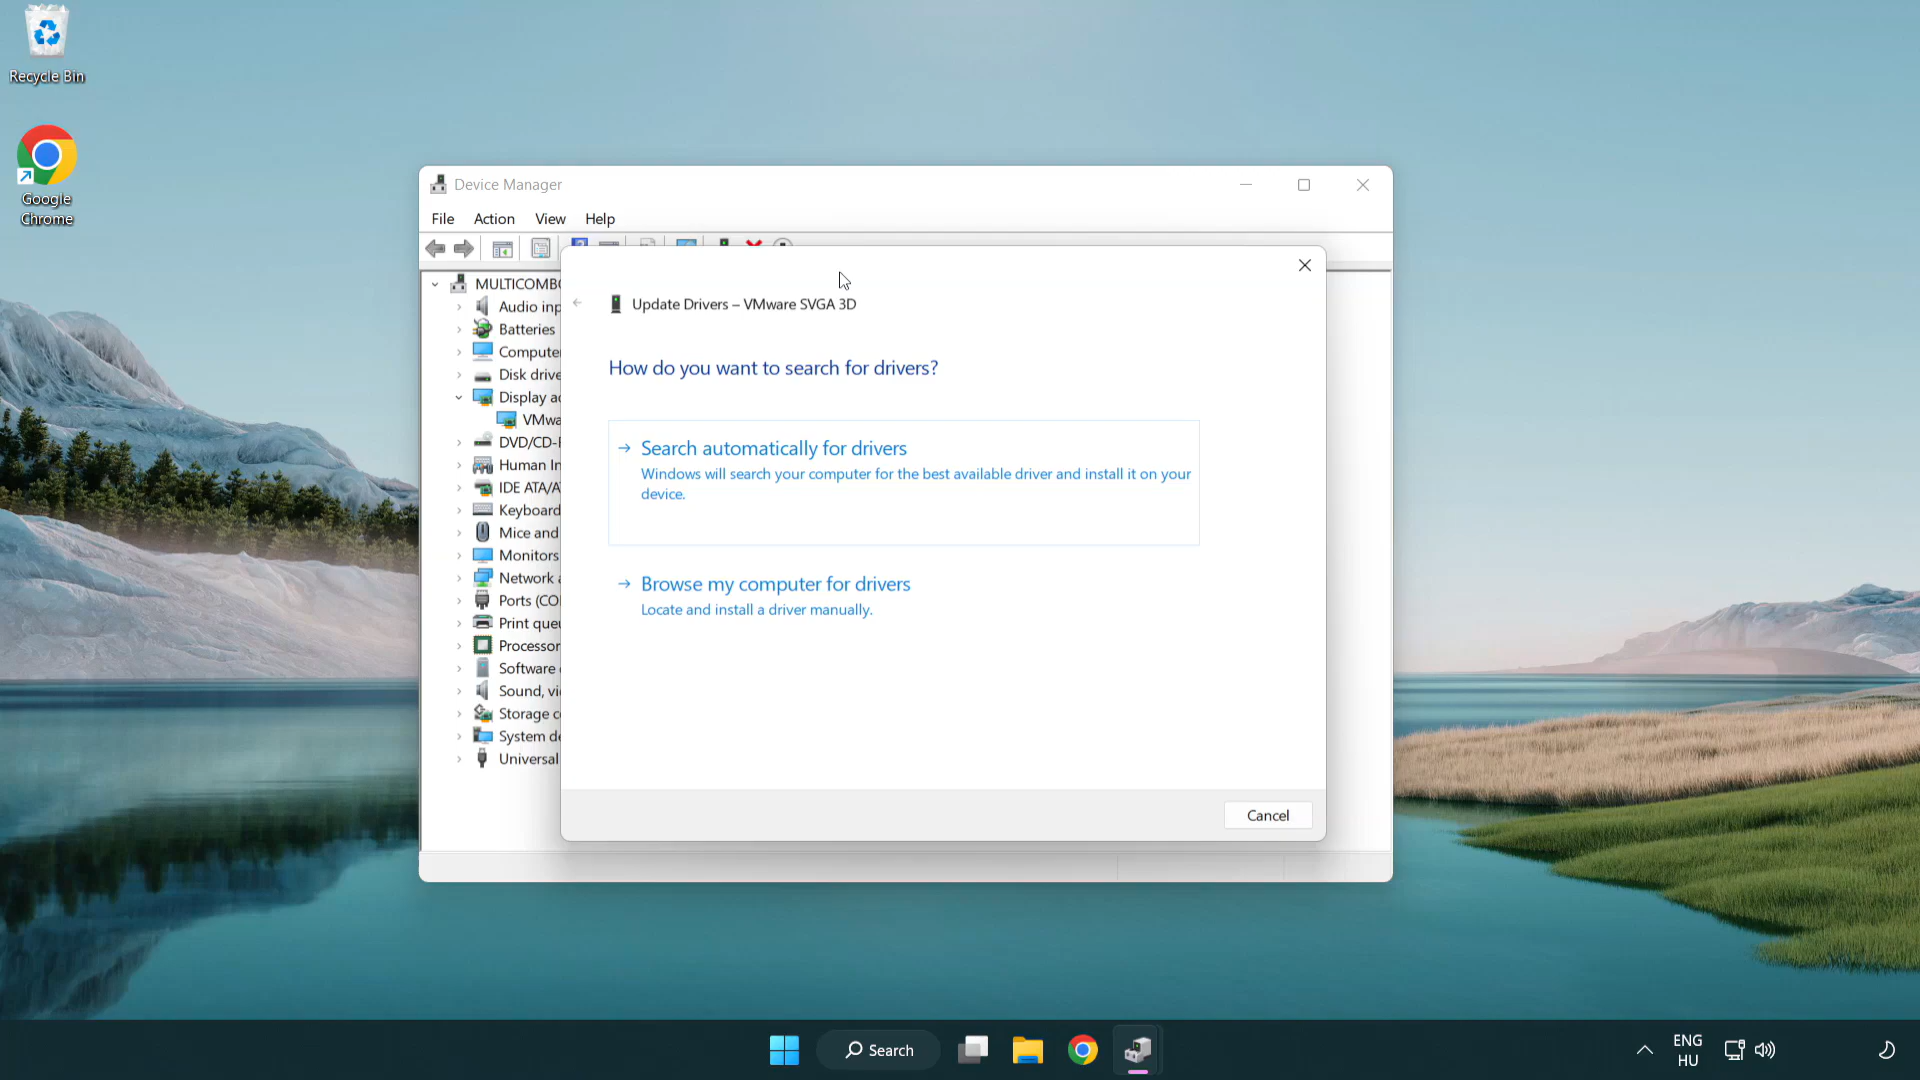 Recycle Bin
Google
Chrome
Device Manager
File Action View Help
MULTICOMB
Audio inp
Batteries
Compute
Disk drive
Display a
VMwa
DVD/CD-
Human In
IDE ATA/A
Keyboard
Mice and
Monitors
Network a
Ports (CO
Print que
Processor
Software
Sound, vi
Storage c
System de
Universal
Update Drivers – VMware SVGA 3D
How do you want to search for drivers?
Search automatically for drivers
Windows will search your computer for the best available driver and install it on your
device.
Browse my computer for drivers
Locate and install a driver manually.
Cancel
Search
ENG
HU